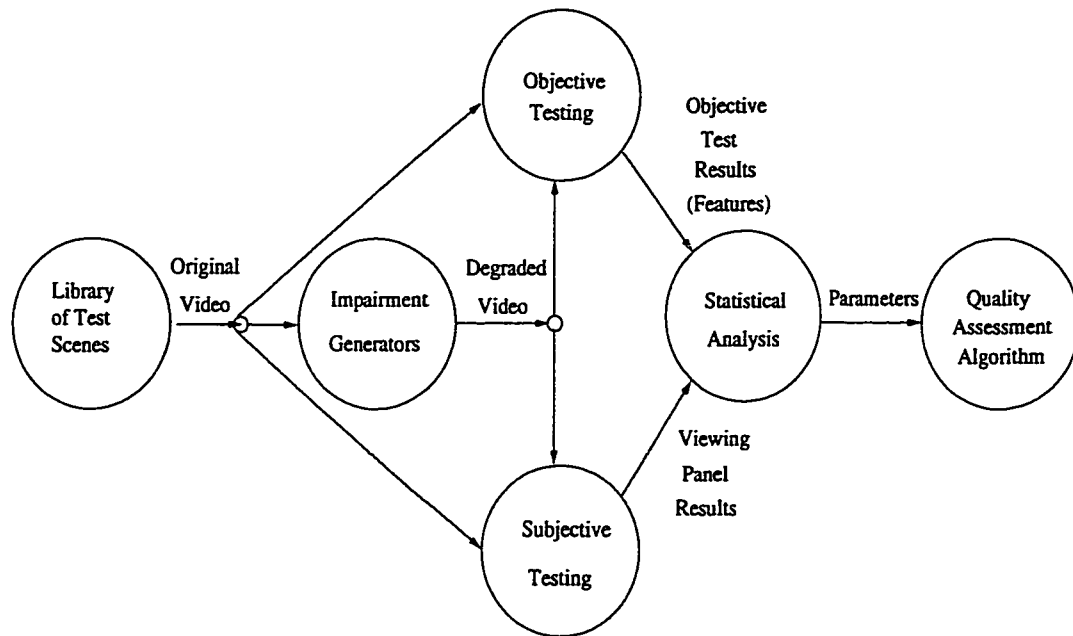 Objective
Testing
Objective
Test
Results
(Features)
Library
of Test
Scenes
Original
Video
Impairment
Generators
Degraded
Video
Statistical
Analysis
Parameters
Quality
Assessment
Algorithm
Viewing
Panel
Results
Subjective
Testing